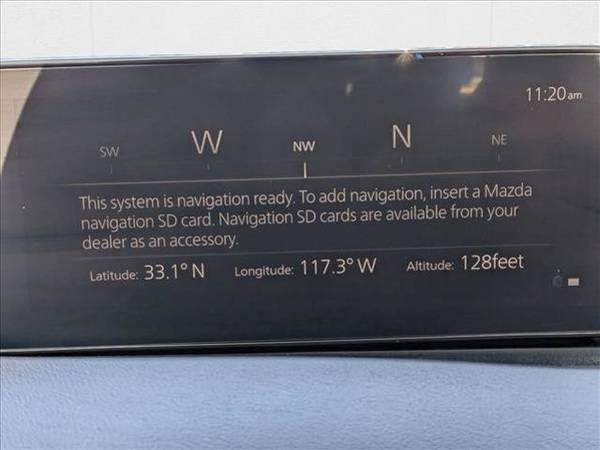 11:20am
SW W NW N NE
This system is navigation ready. To add navigation, insert a Mazda
navigation SD card. Navigation SD cards are available from your
dealer as an accessory.
Latitude: 33.1° N Longitude: 117.3° W Altitude: 128feet